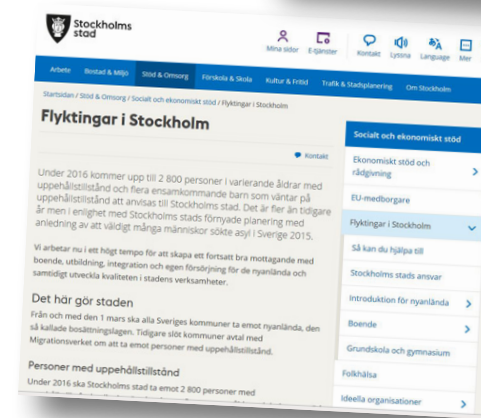 Stockholms
stad
Mina sidor
E-tjänster
Kontakt
Lyssna
Language
Mer
Arbete
Bostad & Miljö
Stöd & Omsorg
Förskola & Skola
Kultur & Fritid
Trafik & Stadsplanering
Om Stockholm
Startsidan / Stöd & Omsorg / Socialt och ekonomiskt stöd / Flyktingar i Stockholm
Flyktingar i Stockholm
Kontakt
Under 2016 kommer upp till 2 800 personer i varierande åldrar med
uppehållstillstånd och flera ensamkommande barn som väntar på
uppehållstillstånd att anvisas till Stockholms stad. Det är fler än tidigare
år men i enlighet med Stockholms stads förnyade planering med
anledning av att väldigt många människor sökte asyl i Sverige 2015.
Vi arbetar nu i ett högt tempo för att skapa ett fortsatt bra mottagande med
boende, utbildning, integration och egen försörjning för de nyanlända och
samtidigt utveckla kvaliteten i stadens verksamheter.
Det här gör staden
Från och med den 1 mars ska alla Sveriges kommuner ta emot nyanlända, den
så kallade bosättningslagen. Tidigare slöt kommuner avtal med
Migrationsverket om att ta emot personer med uppehållstillstånd.
Personer med uppehållstillstånd
Under 2016 ska Stockholms stad ta emot 2 800 personer med
Socialt och ekonomiskt stöd
Ekonomiskt stöd och
rådgivning
EU-medborgare
Flyktingar i Stockholm
Så kan du hjälpa till
Stockholms stads ansvar
Introduktion för nyanlända
Boende
Grundskola och gymnasium
Folkhälsa
Ideella organisationer